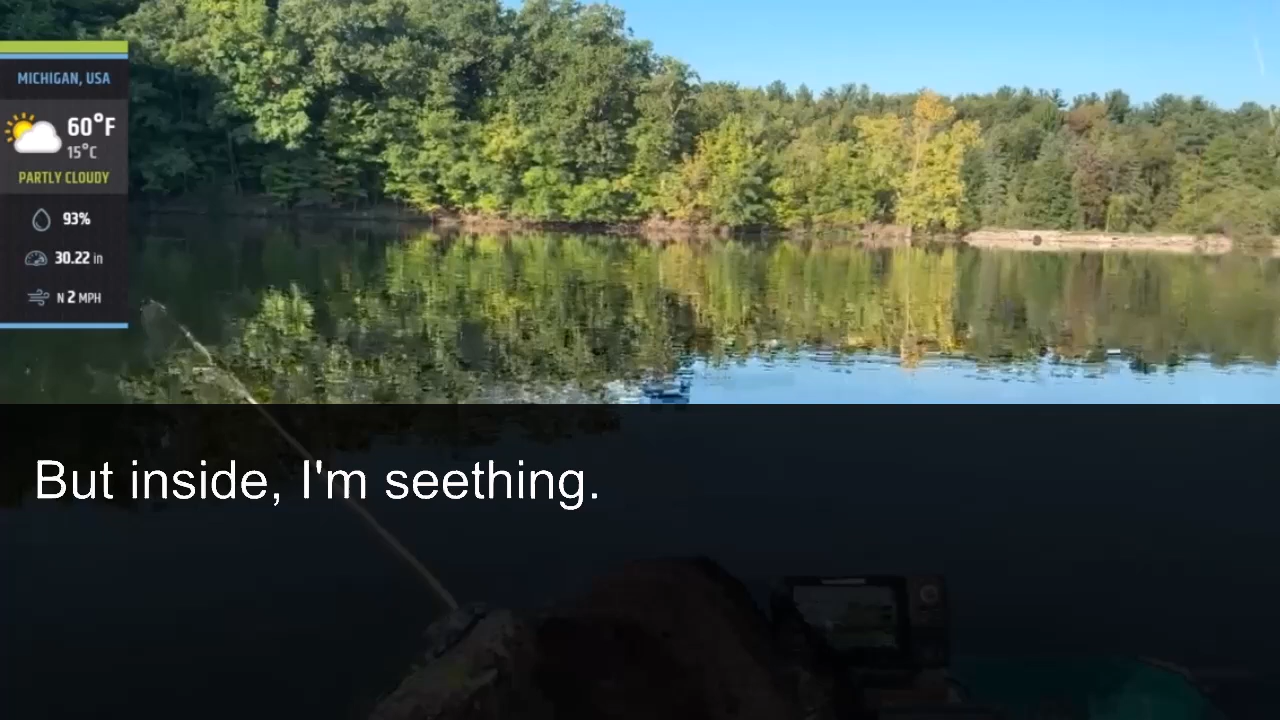 MICHIGAN, USA
60°F
15°C
PARTLY CLOUDY
93%
30.22 in
N 2 MPH
But inside, I'm seething.